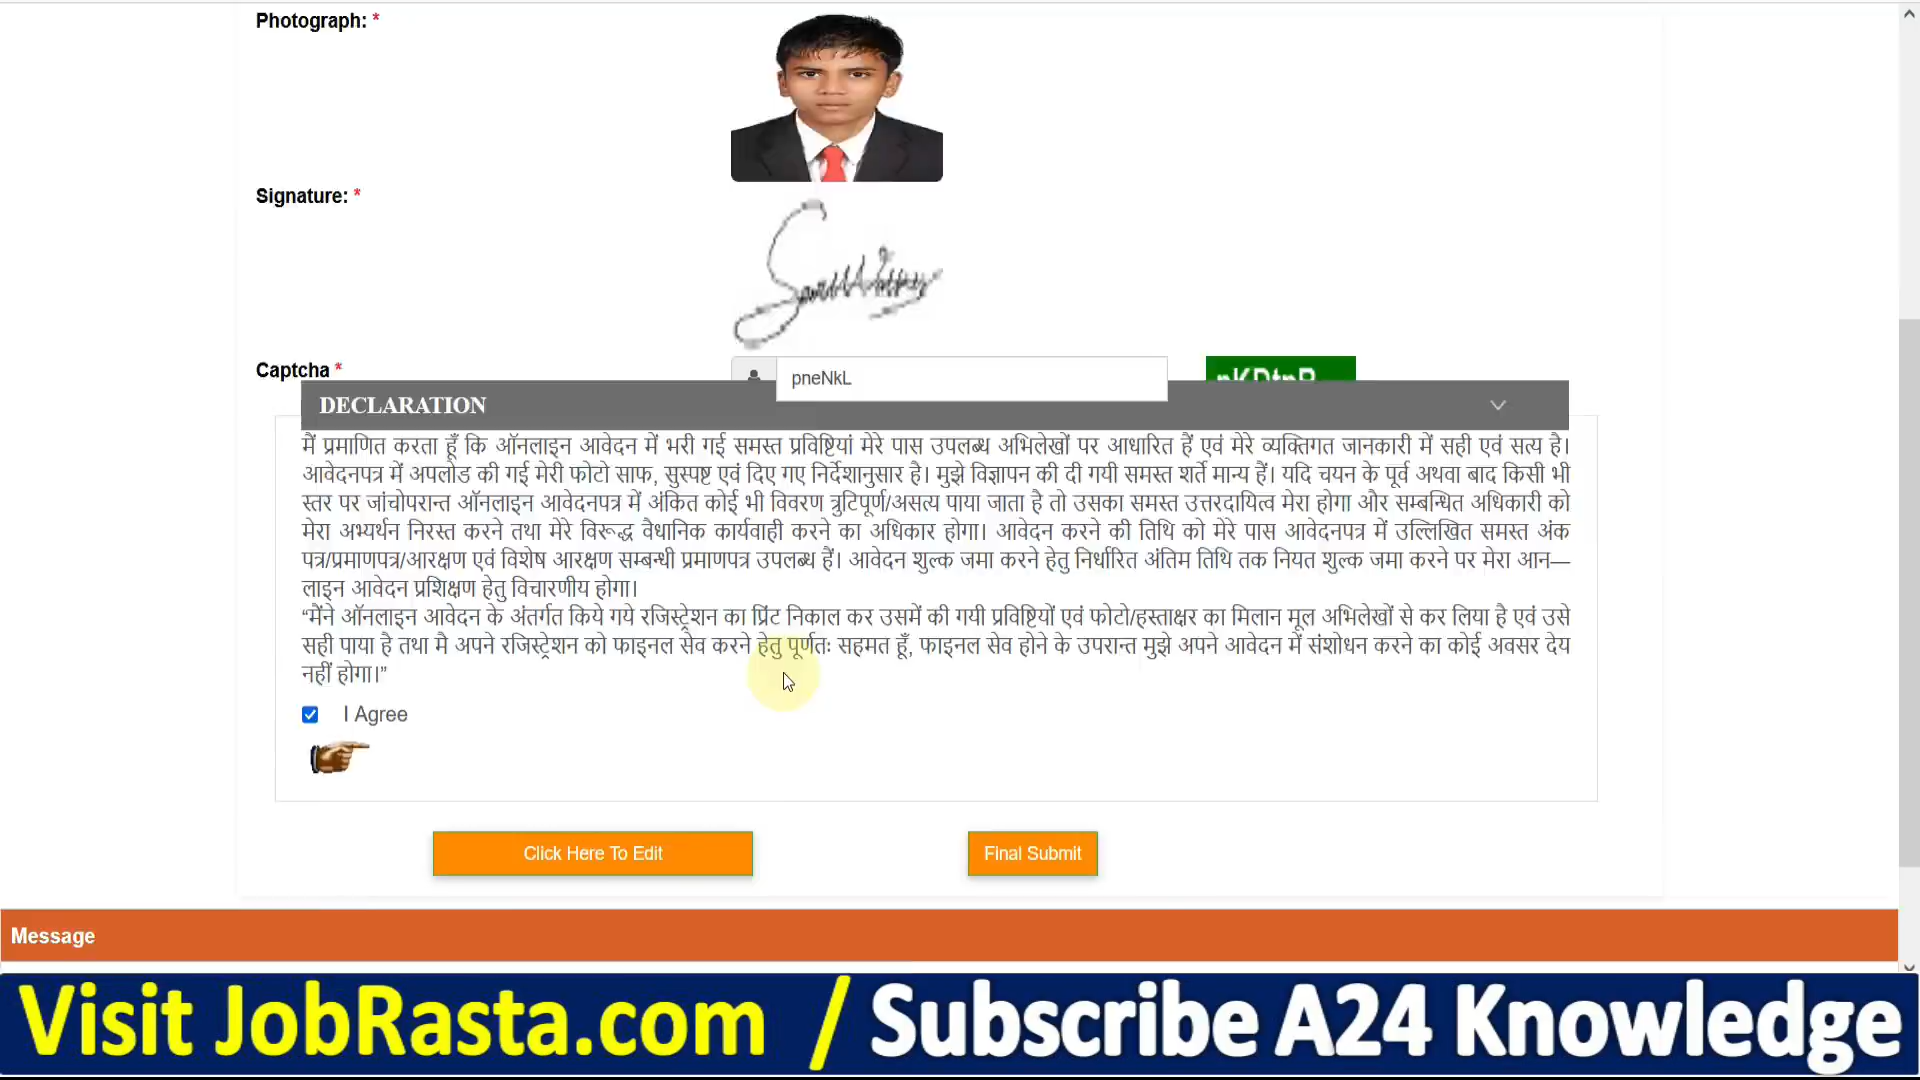 Photograph: *
Signature: *
Captcha *
pneNkL
DECLARATION
मैं प्रमाणित करता हूँ कि ऑनलाइन आवेदन में भरी गई समस्त प्रविष्टियां मेरे पास उपलब्ध अभिलेखों पर आधारित हैं एवं मेरे व्यक्तिगत जानकारी में सही एवं सत्य है।
आवेदनपत्र में अपलोड की गई मेरी फोटो साफ, सुस्पष्ट एवं दिए गए निर्देशानुसार है। मुझे विज्ञापन की दी गयी समस्त शर्ते मान्य हैं। यदि चयन के पूर्व अथवा बाद किसी भी
स्तर पर जांचोपरान्त ऑनलाइन आवेदनपत्र में अंकित कोई भी विवरण त्रुटिपूर्ण/असत्य पाया जाता है तो उसका समस्त उत्तरदायित्व मेरा होगा और सम्बन्धित अधिकारी को
मेरा अभ्यर्थन निरस्त करने तथा मेरे विरूद्ध वैधानिक कार्यवाही करने का अधिकार होगा। आवेदन करने की तिथि को मेरे पास आवेदनपत्र में उल्लिखित समस्त अंक
पत्र/प्रमाणपत्र/आरक्षण एवं विशेष आरक्षण सम्बन्धी प्रमाणपत्र उपलब्ध हैं। आवेदन शुल्क जमा करने हेतु निर्धारित अंतिम तिथि तक नियत शुल्क जमा करने पर मेरा आन—
लाइन आवेदन प्रशिक्षण हेतु विचारणीय होगा।
“मैंने ऑनलाइन आवेदन के अंतर्गत किये गये रजिस्ट्रेशन का प्रिंट निकाल कर उसमें की गयी प्रविष्टियों एवं फोटो/हस्ताक्षर का मिलान मूल अभिलेखों से कर लिया है एवं उसे
सही पाया है तथा मै अपने रजिस्ट्रेशन को फाइनल सेव करने हेतु पूर्णतः सहमत हूँ, फाइनल सेव होने के उपरान्त मुझे अपने आवेदन में संशोधन करने का कोई अवसर देय
नहीं होगा।”
I Agree
Click Here To Edit
Final Submit
Message
Visit JobRasta.com / Subscribe A24 Knowledge